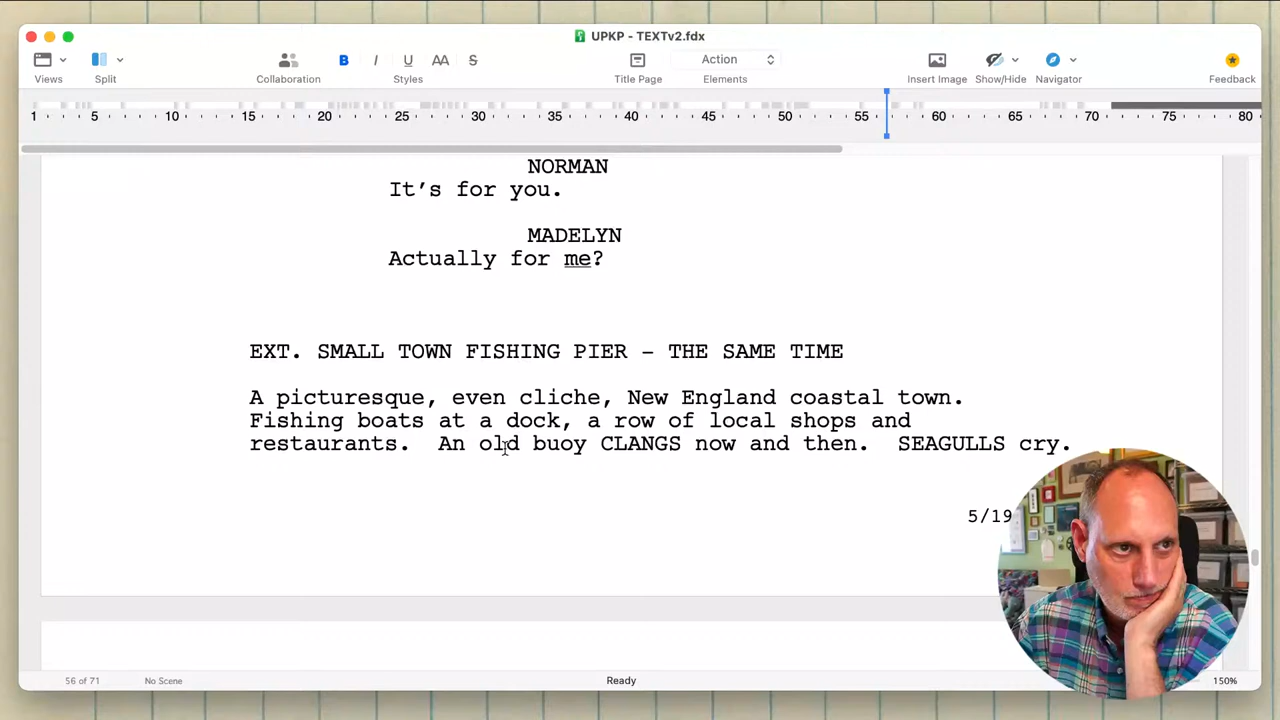 UPKP - TEXTv2.fdx
Views Split Collaboration B I U AA S Styles Title Page Action Elements Insert Image Show/Hide Navigator Feedback
1 5 10 15 20 25 30 35 40 45 50 55 60 65 70 75 80
NORMAN
It's for you.
MADELYN
Actually for me?
EXT. SMALL TOWN FISHING PIER – THE SAME TIME
A picturesque, even cliche, New England coastal town.
Fishing boats at a dock, a row of local shops and
restaurants. An old buoy CLANGS now and then. SEAGULLS cry.
5/19
56 of 71 No Scene Ready 150%